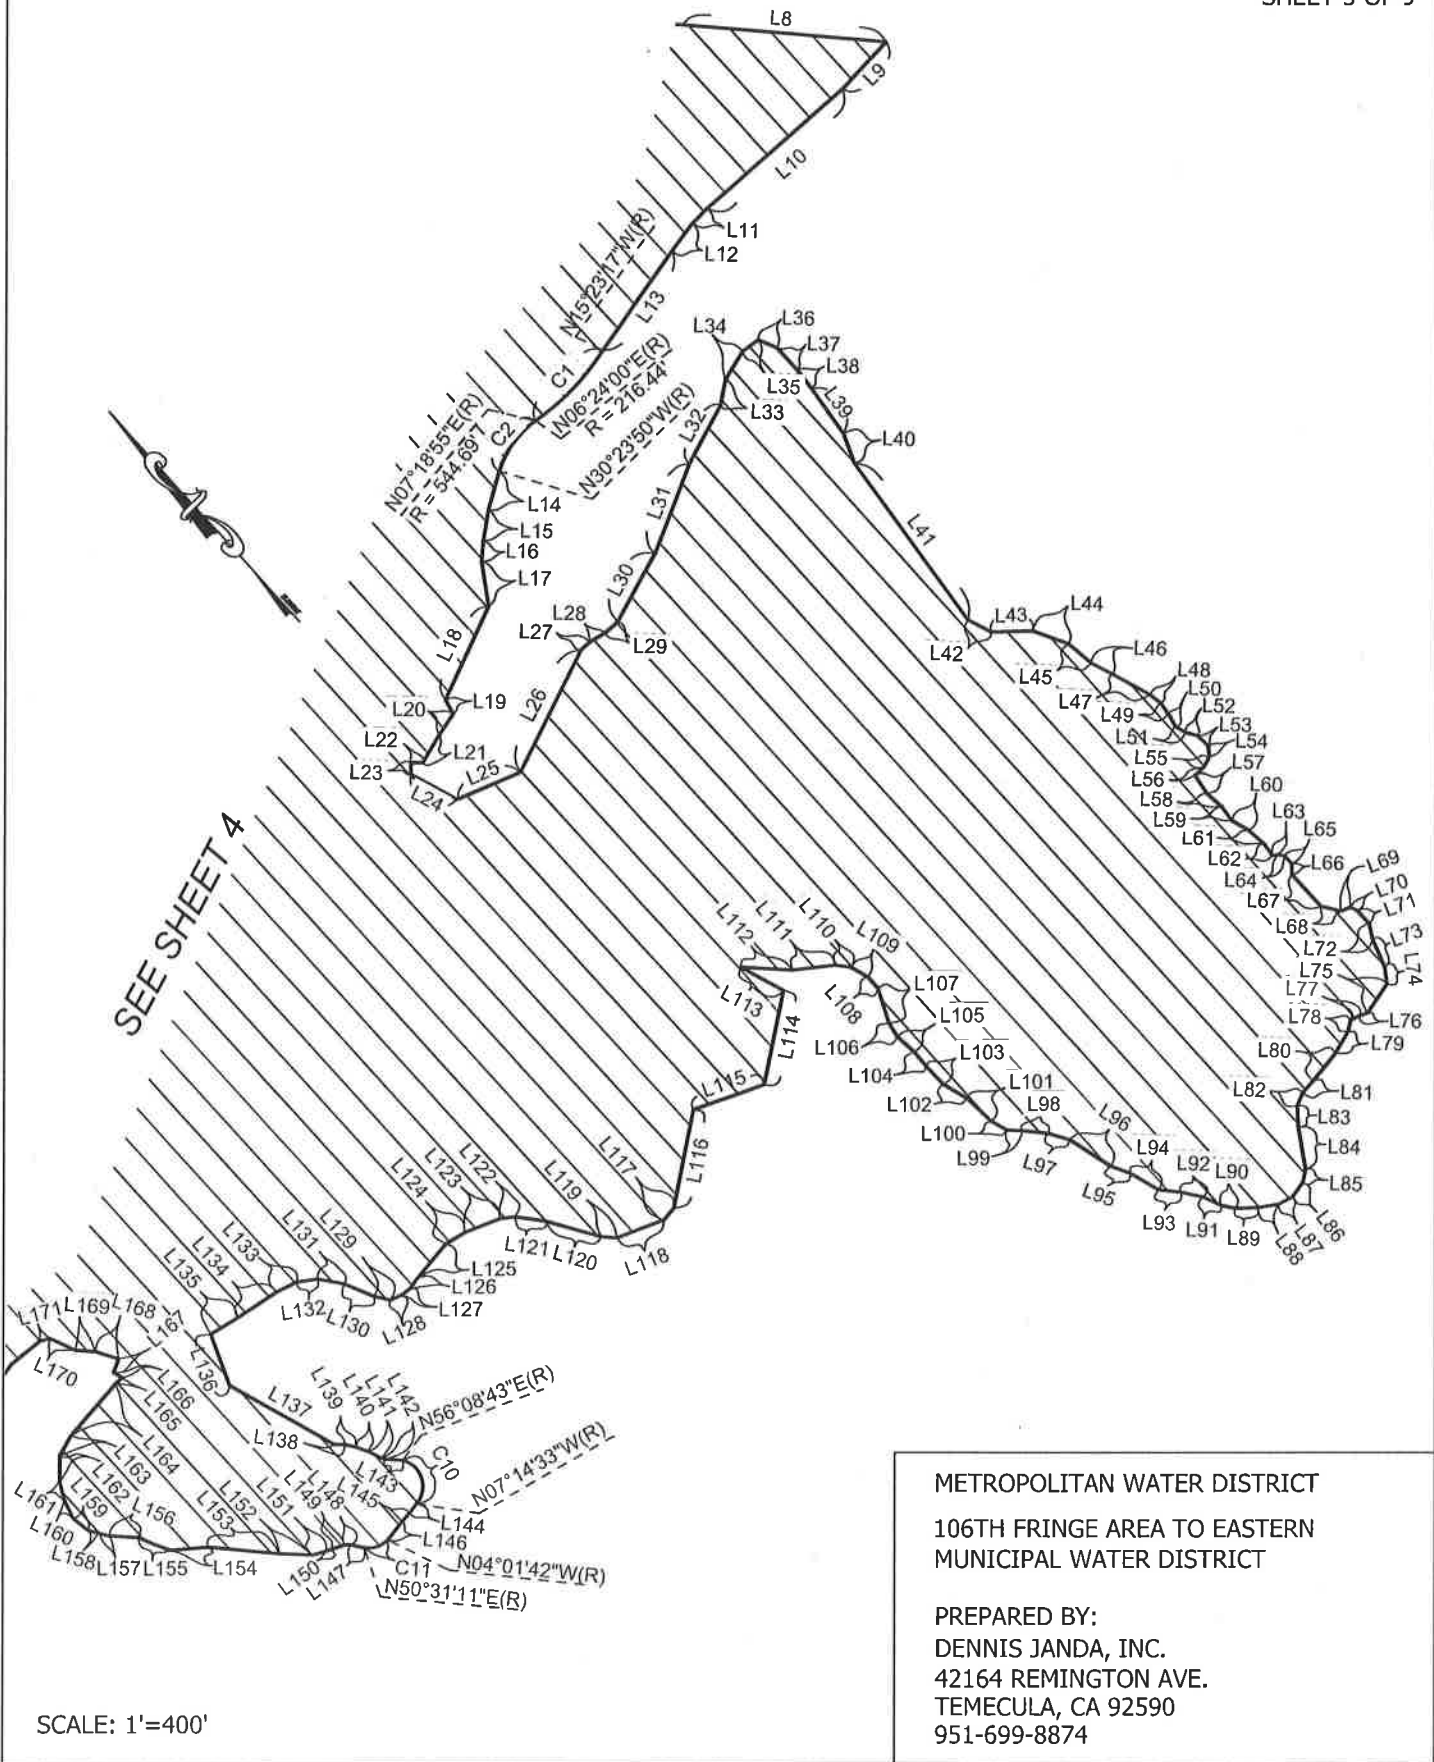 SHEET 3 OF 9
L8
L9
L10
L11
L12
N15°23'17"W(R)
L13
C1
N06°24'00"E(R)
R = 216.44'
N07°18'55"E(R)
R = 544.69'
C2
N30°23'50"W(R)
L14
L15
L16
L17
L18
L19
L20
L21
L22
L23
L24
L25
L26
L27
L28
L29
L30
L31
L32
L33
L34
L35
L36
L37
L38
L39
L40
L41
L42
L43
L44
L45
L46
L47
L48
L49
L50
L51
L52
L53
L54
L55
L56
L57
L58
L59
L60
L61
L62
L63
L64
L65
L66
L67
L68
L69
L70
L71
L72
L73
L74
L75
L76
L77
L78
L79
L80
L81
L82
L83
L84
L85
L86
L87
L88
L89
L90
L91
L92
L93
L94
L95
L96
L97
L98
L99
L100
L101
L102
L103
L104
L105
L106
L107
L108
L109
L110
L111
L112
L113
L114
L115
L116
L117
L118
L119
L120
L121
L122
L123
L124
L125
L126
L127
L128
L129
L130
L131
L132
L133
L134
L135
L136
L137
L138
L139
L140
L141
L142
N56°08'43"E(R)
C10
L143
N07°14'33"W(R)
L144
L145
L146
N04°01'42"W(R)
C11
N50°31'11"E(R)
L147
L148
L149
L150
L151
L152
L153
L154
L155
L156
L157
L158
L159
L160
L161
L162
L163
L164
L165
L166
L167
L168
L169
L170
L171
SEE SHEET 4
SCALE: 1'=400'
METROPOLITAN WATER DISTRICT
106TH FRINGE AREA TO EASTERN
MUNICIPAL WATER DISTRICT
PREPARED BY:
DENNIS JANDA, INC.
42164 REMINGTON AVE.
TEMECULA, CA 92590
951-699-8874